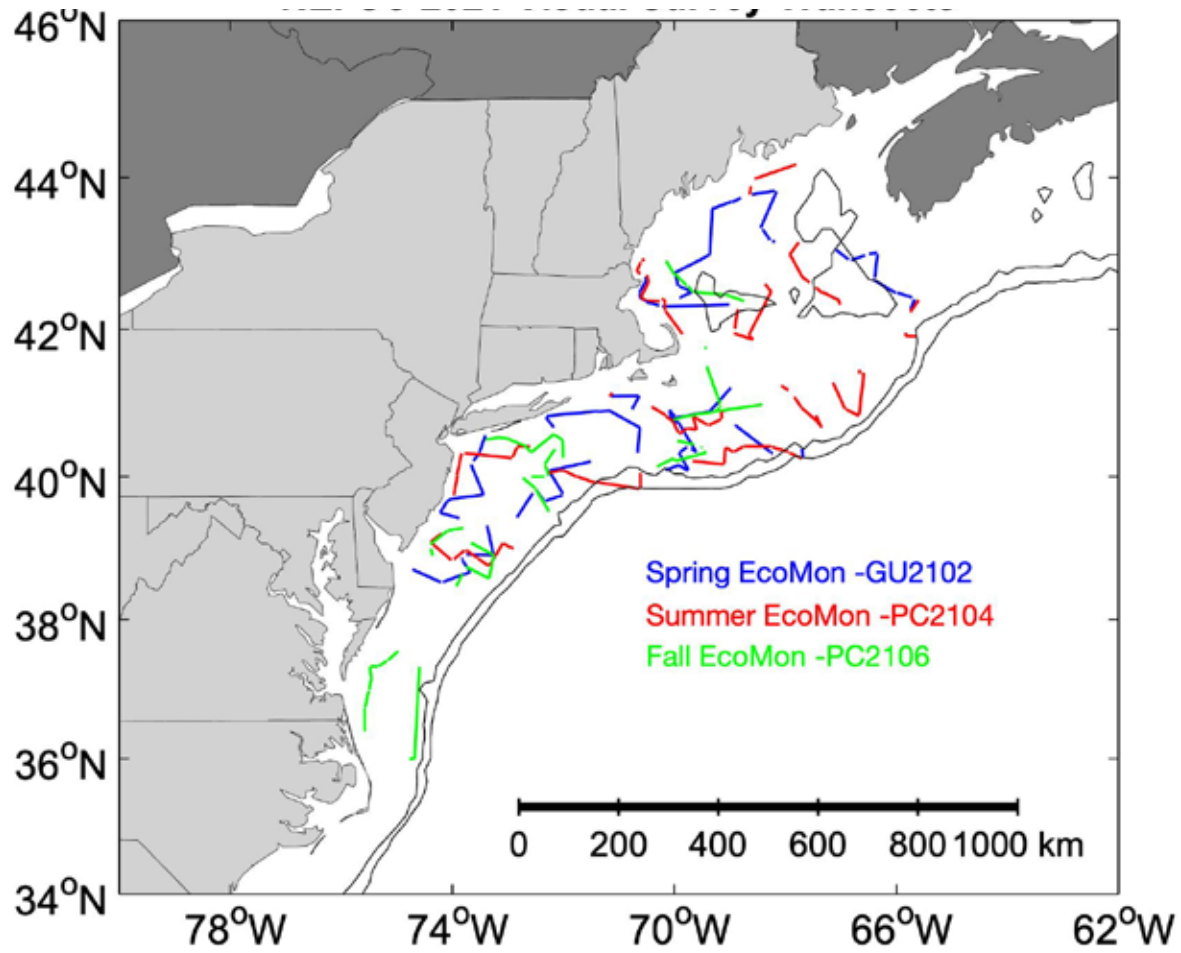 46°N
44°N
42°N
40°N
38°N
36°N
34°N
Spring EcoMon -GU2102
Summer EcoMon -PC2104
Fall EcoMon -PC2106
0 200 400 600 800 1000 km
78°W 74°W 70°W 66°W 62°W